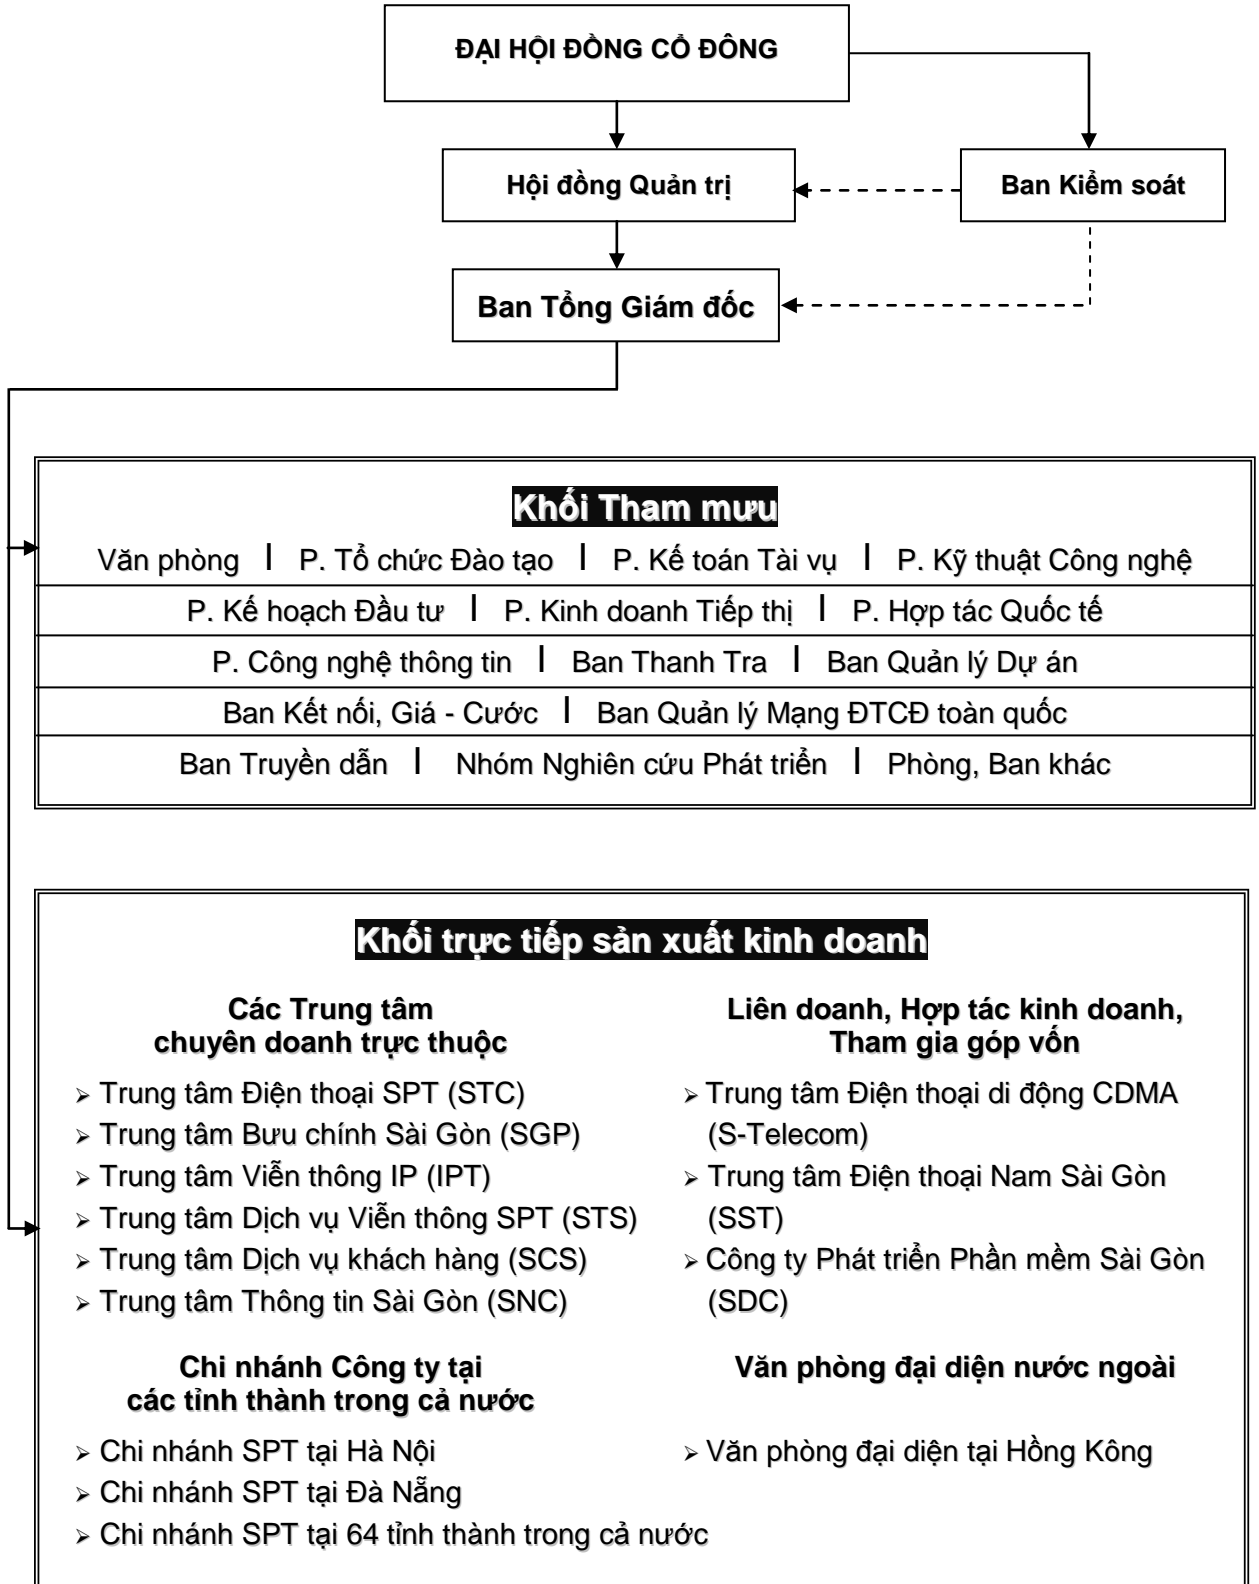 ĐẠI HỘI ĐỒNG CỔ ĐÔNG
Hội đồng Quản trị
Ban Kiểm soát
Ban Tổng Giám đốc
Khối Tham mưu
Văn phòng l P. Tổ chức Đào tạo l P. Kế toán Tài vụ l P. Kỹ thuật Công nghệ
P. Kế hoạch Đầu tư l P. Kinh doanh Tiếp thị l P. Hợp tác Quốc tế
P. Công nghệ thông tin l Ban Thanh Tra l Ban Quản lý Dự án
Ban Kết nối, Giá - Cước l Ban Quản lý Mạng ĐTCĐ toàn quốc
Ban Truyền dẫn l Nhóm Nghiên cứu Phát triển l Phòng, Ban khác
Khối trực tiếp sản xuất kinh doanh
Các Trung tâm
chuyên doanh trực thuộc
➢ Trung tâm Điện thoại SPT (STC)
➢ Trung tâm Bưu chính Sài Gòn (SGP)
➢ Trung tâm Viễn thông IP (IPT)
➢ Trung tâm Dịch vụ Viễn thông SPT (STS)
➢ Trung tâm Dịch vụ khách hàng (SCS)
➢ Trung tâm Thông tin Sài Gòn (SNC)
Liên doanh, Hợp tác kinh doanh,
Tham gia góp vốn
➢ Trung tâm Điện thoại di động CDMA
(S-Telecom)
➢ Trung tâm Điện thoại Nam Sài Gòn
(SST)
➢ Công ty Phát triển Phần mềm Sài Gòn
(SDC)
Chi nhánh Công ty tại
các tỉnh thành trong cả nước
➢ Chi nhánh SPT tại Hà Nội
➢ Chi nhánh SPT tại Đà Nẵng
➢ Chi nhánh SPT tại 64 tỉnh thành trong cả nước
Văn phòng đại diện nước ngoài
➢ Văn phòng đại diện tại Hồng Kông